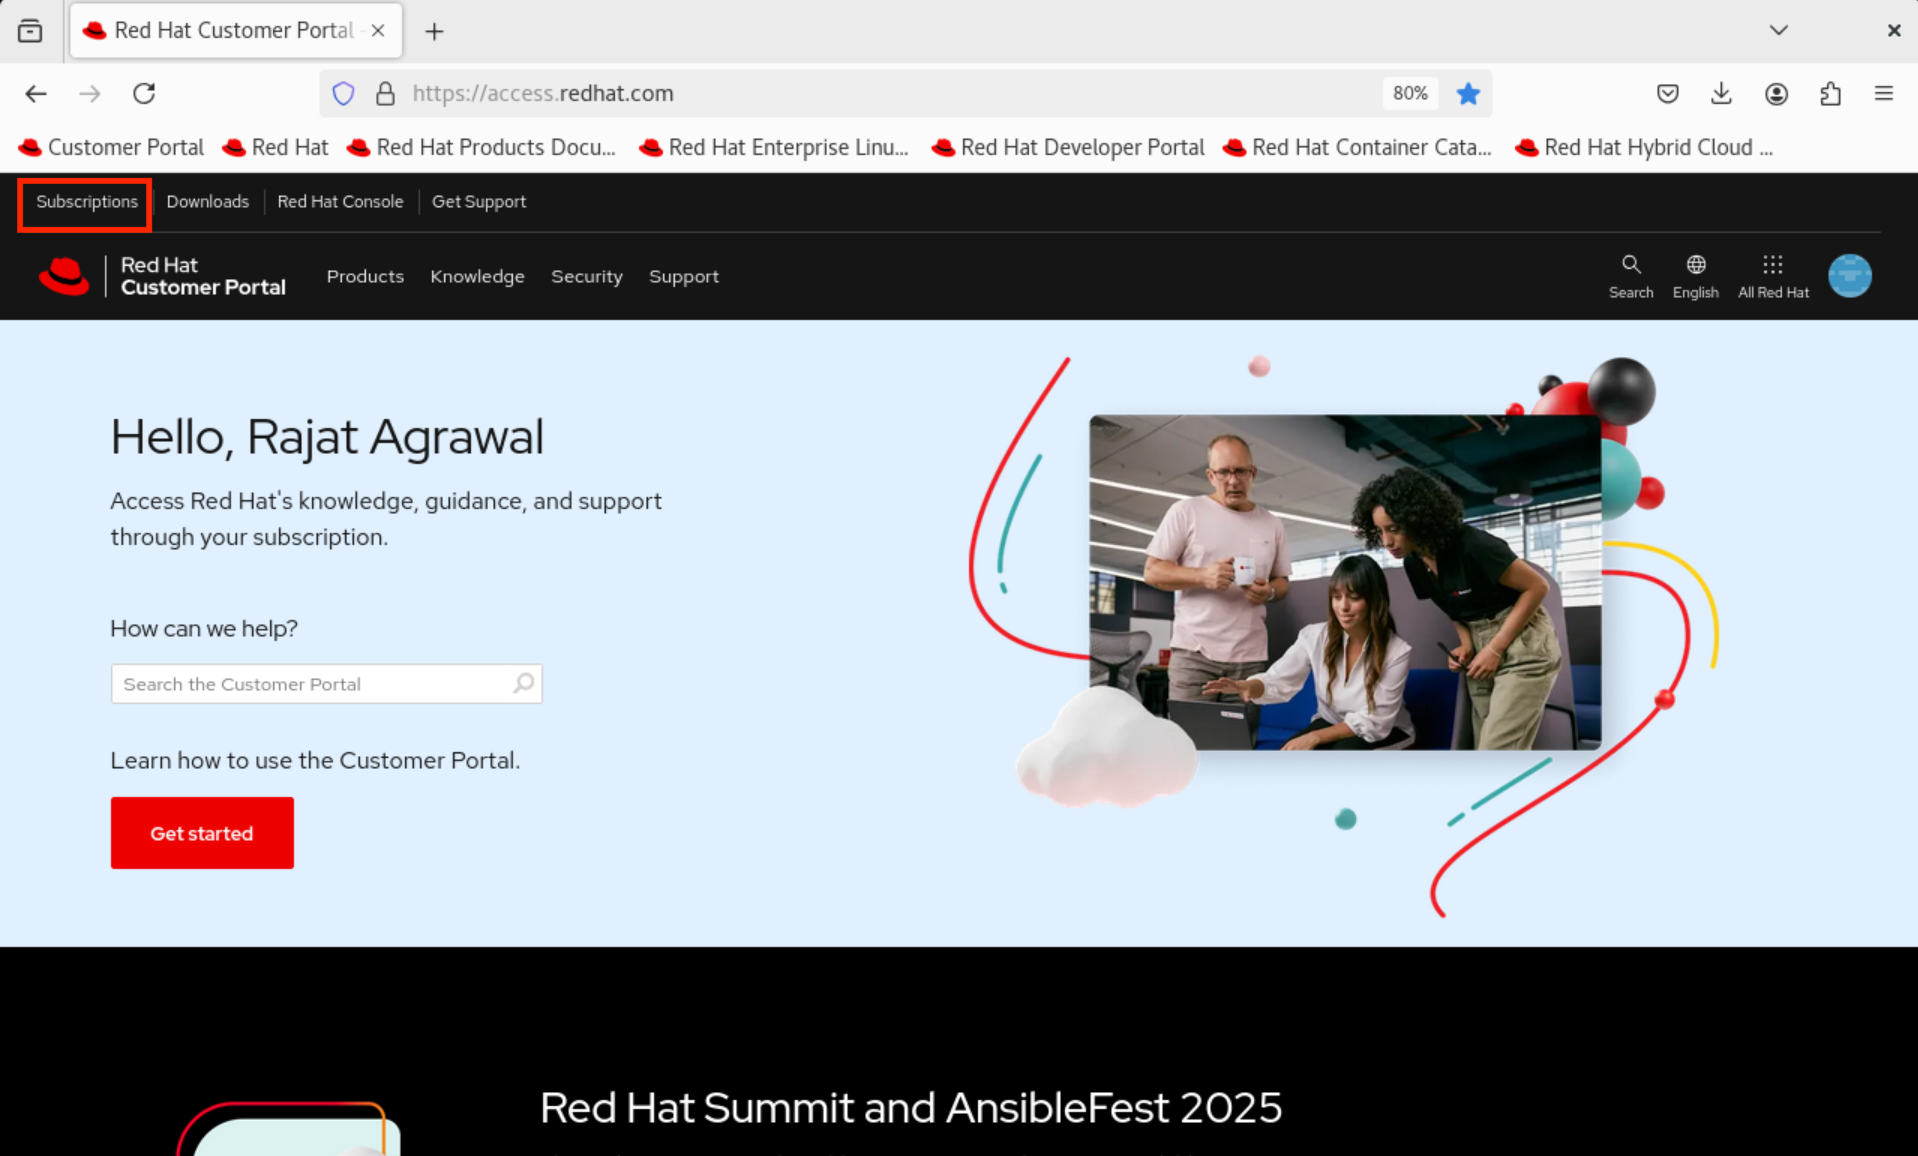 Red Hat Customer Portal
https://access.redhat.com
80%
Customer Portal
Red Hat
Red Hat Products Docu...
Red Hat Enterprise Linu...
Red Hat Developer Portal
Red Hat Container Cata...
Red Hat Hybrid Cloud ...
Subscriptions
Downloads
Red Hat Console
Get Support
Red Hat
Customer Portal
Products
Knowledge
Security
Support
Search
English
All Red Hat
Hello, Rajat Agrawal
Access Red Hat's knowledge, guidance, and support
through your subscription.
How can we help?
Search the Customer Portal
Learn how to use the Customer Portal.
Get started
Red Hat Summit and AnsibleFest 2025